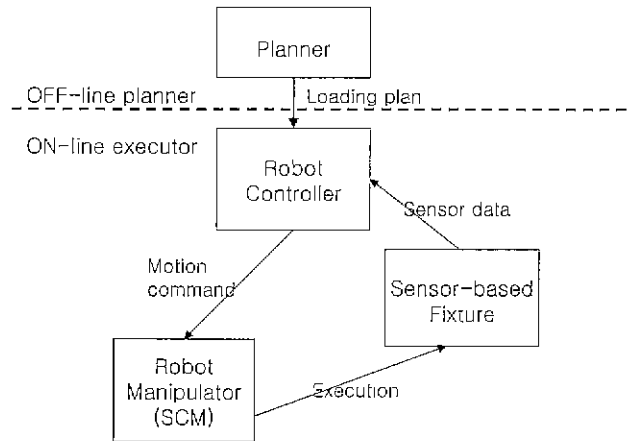 Planner
OFF-line planner
Loading plan
ON-line executor
Robot
Controller
Sensor data
Motion
command
Sensor-based
Fixture
Robot
Manipulator
(SCM)
Execution